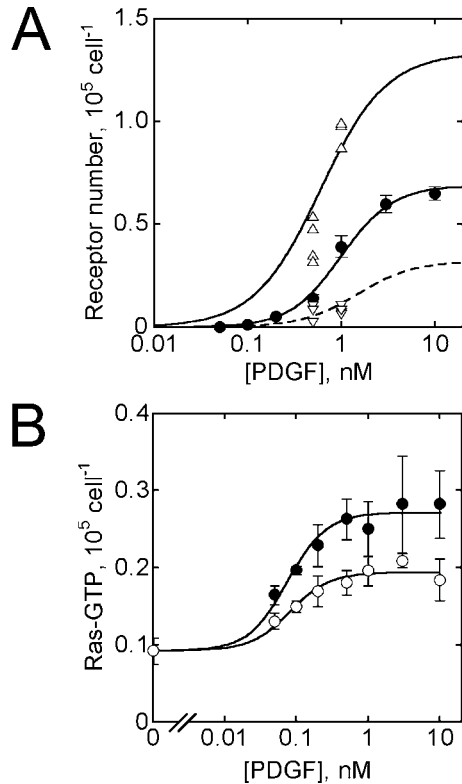 A
Receptor number, 10⁵ cell⁻¹
1.5
1.0
0.5
0
0.01 0.1 1 10
[PDGF], nM
B
Ras-GTP, 10⁵ cell⁻¹
0.4
0.3
0.2
0.1
0
0 0.01 0.1 1 10
[PDGF], nM